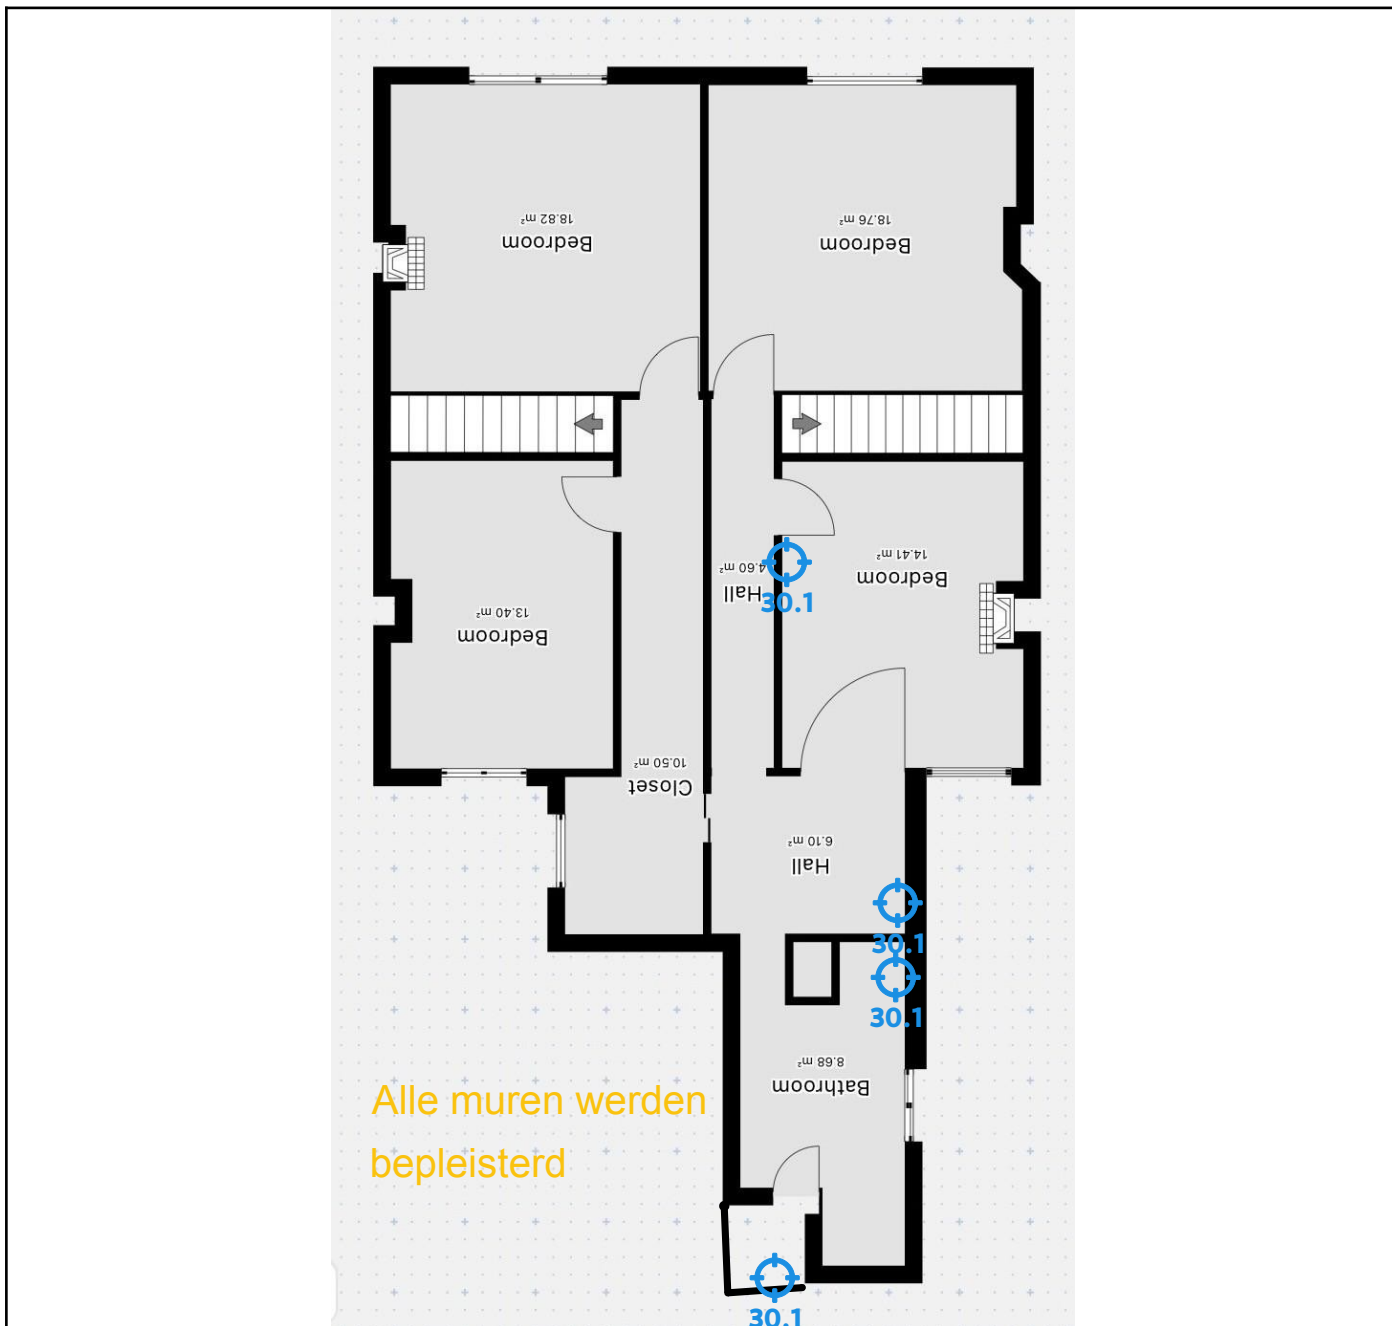 18.82 m²
Bedroom
18.76 m²
Bedroom
14.41 m²
Bedroom
4.60 m²
Hall
30.1
13.40 m²
Bedroom
10.50 m²
Closet
6.10 m²
Hall
30.1
30.1
8.68 m²
Bathroom
Alle muren werden
bepleisterd
30.1